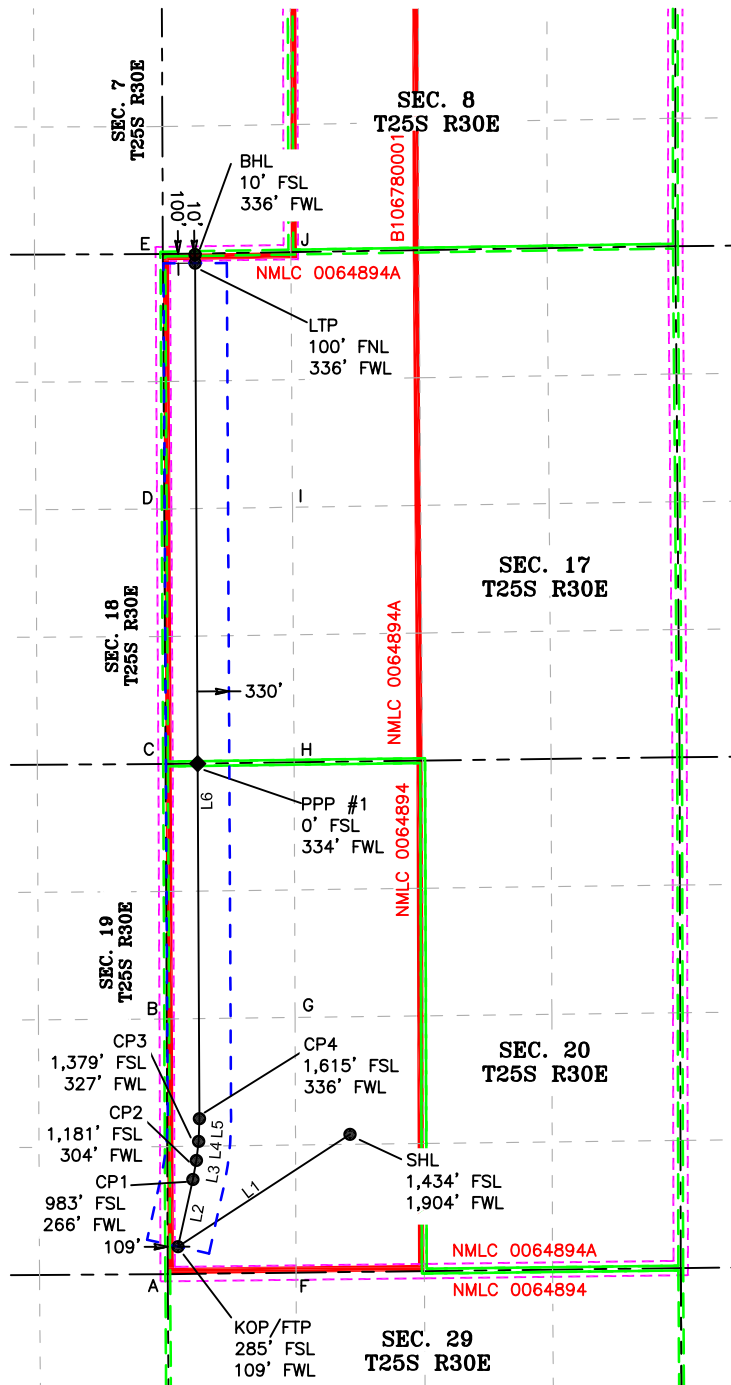 SEC. 7
T25S R30E
SEC. 8
T25S R30E
B106780001
BHL
10' FSL
336' FWL
100'
10'
E
J
NMLC 0064894A
LTP
100' FNL
336' FWL
D
I
SEC. 17
T25S R30E
SEC. 18
T25S R30E
NMLC 0064894A
330'
C
H
PPP #1
0' FSL
334' FWL
L6
NMLC 0064894
SEC. 19
T25S R30E
B
G
CP3
1,379' FSL
327' FWL
CP4
1,615' FSL
336' FWL
SEC. 20
T25S R30E
CP2
1,181' FSL
304' FWL
L5
L4
L3
SHL
1,434' FSL
1,904' FWL
CP1
983' FSL
266' FWL
L1
L2
109'
NMLC 0064894A
A
F
NMLC 0064894
KOP/FTP
285' FSL
109' FWL
SEC. 29
T25S R30E